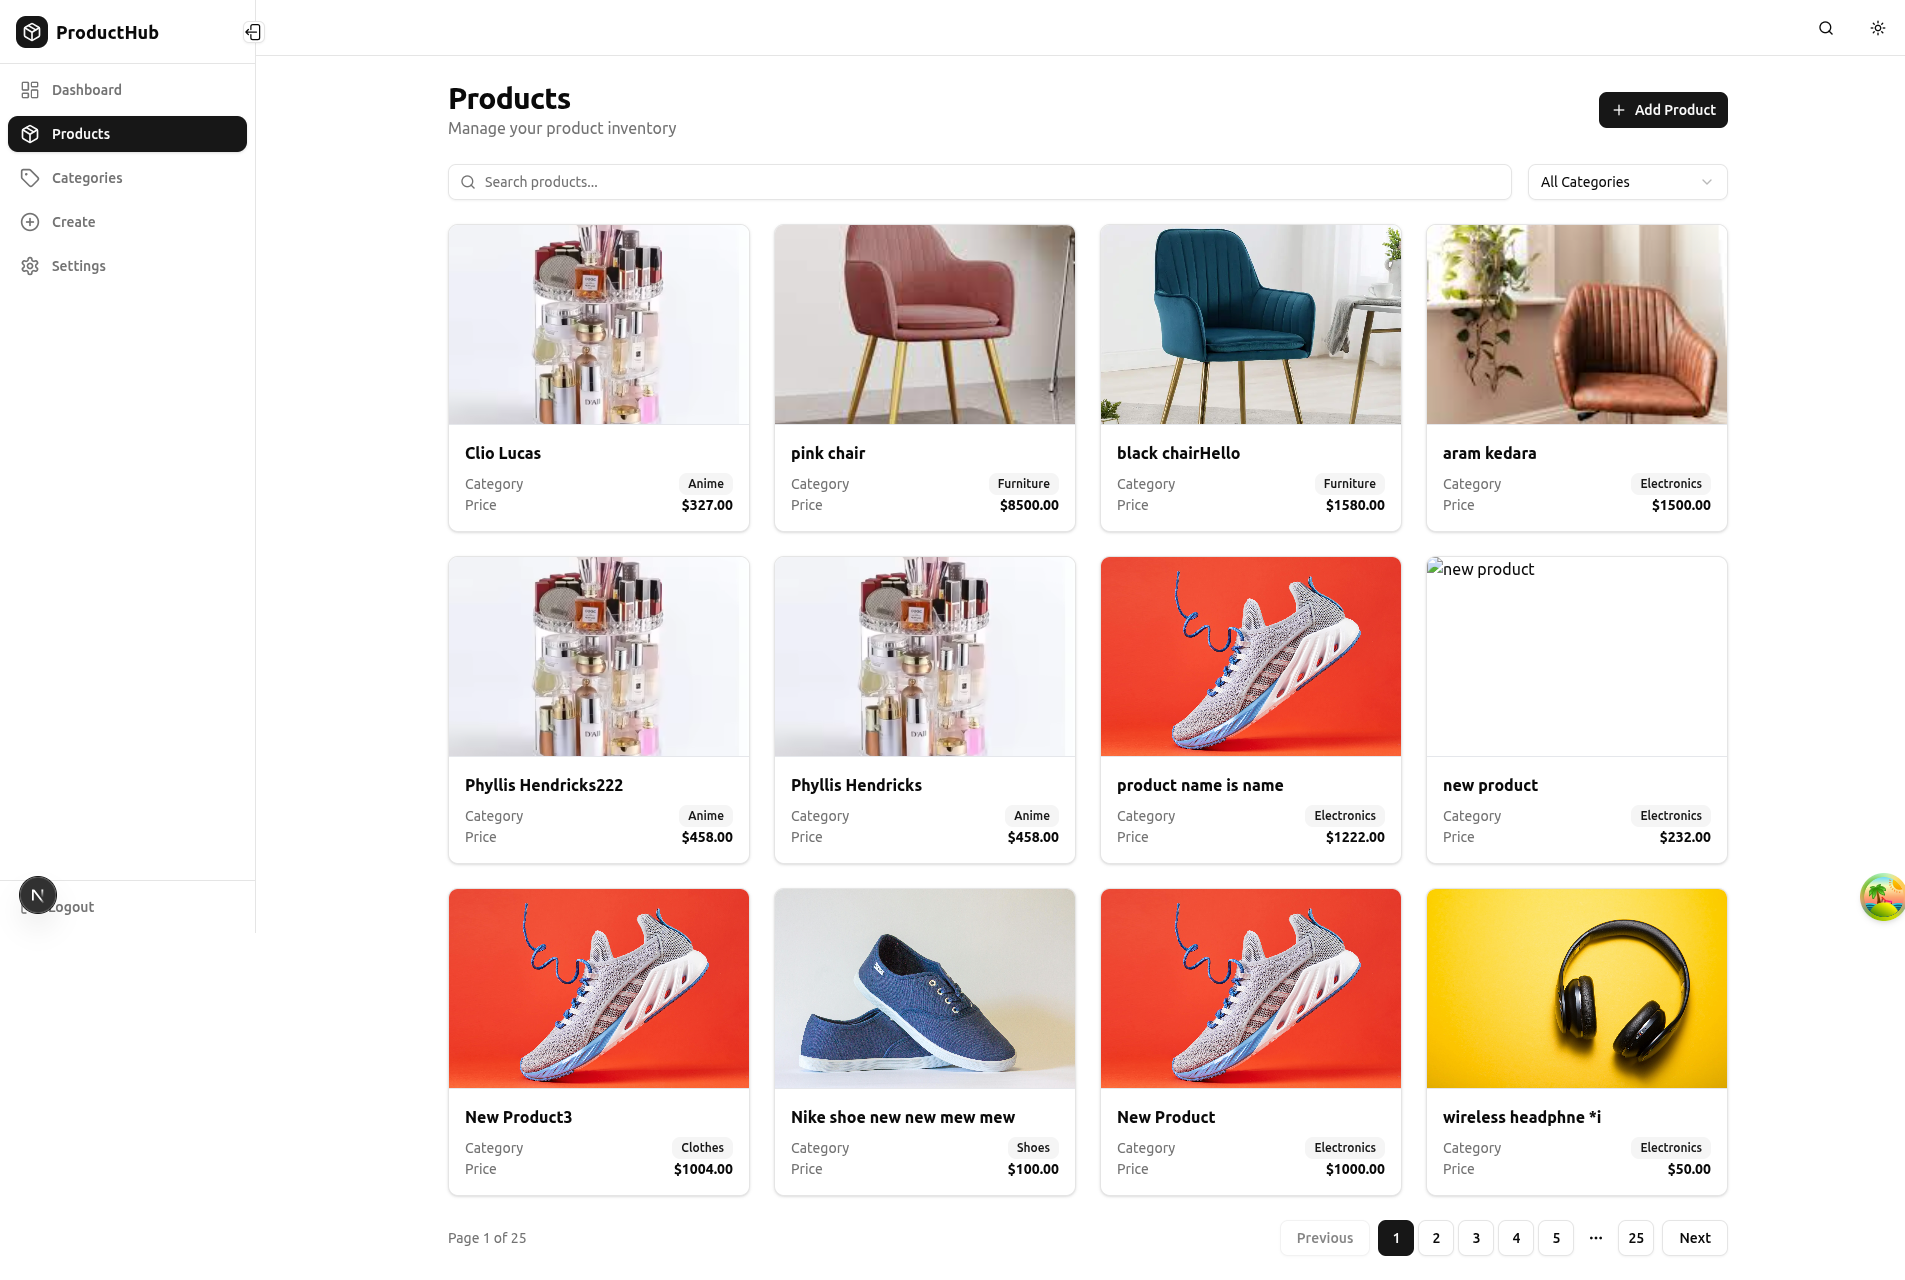 ProductHub
Dashboard
Products
Categories
Create
Settings
Logout
Products
Manage your product inventory
Add Product
Search products...
All Categories
Clio Lucas
Category Anime
Price $327.00
pink chair
Category Furniture
Price $8500.00
black chairHello
Category Furniture
Price $1580.00
aram kedara
Category Electronics
Price $1500.00
Phyllis Hendricks222
Category Anime
Price $458.00
Phyllis Hendricks
Category Anime
Price $458.00
product name is name
Category Electronics
Price $1222.00
new product
new product
Category Electronics
Price $232.00
New Product3
Category Clothes
Price $1004.00
Nike shoe new new mew mew
Category Shoes
Price $100.00
New Product
Category Electronics
Price $1000.00
wireless headphne *i
Category Electronics
Price $50.00
Page 1 of 25
Previous 1 2 3 4 5 ··· 25 Next
N